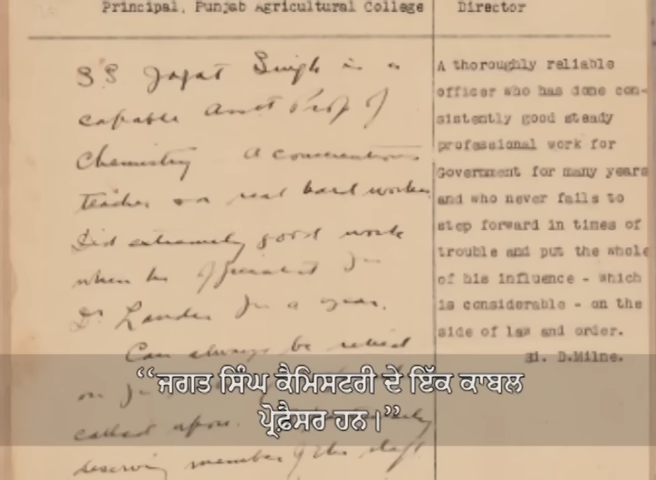 Principal, Punjab Agricultural College
Director
S S Jagat Singh is a
capable Asst Prof of
Chemistry A conscientious
teacher & a real hard worker
Did extremely good work
when he officiated for
Dr Lander for a year.
Can always be relied
on
called upon.
deserving member of the staff
A thoroughly reliable
officer who has done con-
sistently good steady
professional work for
Government for many years
and who never fails to
step forward in times of
trouble and put the whole
of his influence - which
is considerable - on the
side of law and order.
D.Milne.
“ਜਗਤ ਸਿੰਘ ਕੈਮਿਸਟਰੀ ਦੇ ਇੱਕ ਕਾਬਲ
ਪ੍ਰੋਫੈਸਰ ਹਨ।”